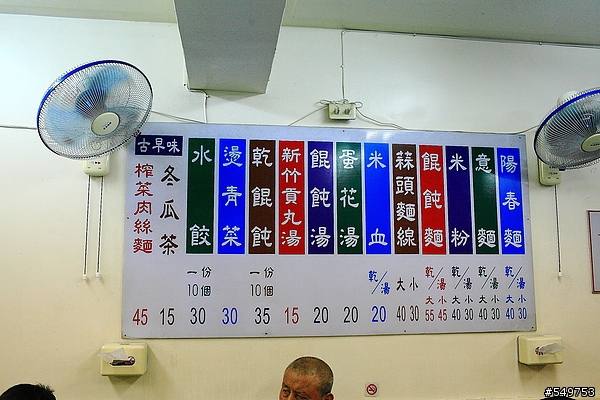 陽春麵
乾/湯
大 小
40 30
意麵
乾/湯
大 小
40 30
米粉
乾/湯
大 小
40 30
餛飩麵
乾/湯
大 小
55 45
蒜頭麵線
大 小
40 30
米血
乾/湯
20
蛋花湯
20
餛飩湯
20
新竹貢丸湯
15
乾餛飩
一份
10個
35
燙青菜
30
水餃
一份
10個
30
古早味
冬瓜茶
15
榨菜肉絲麵
45
#549753